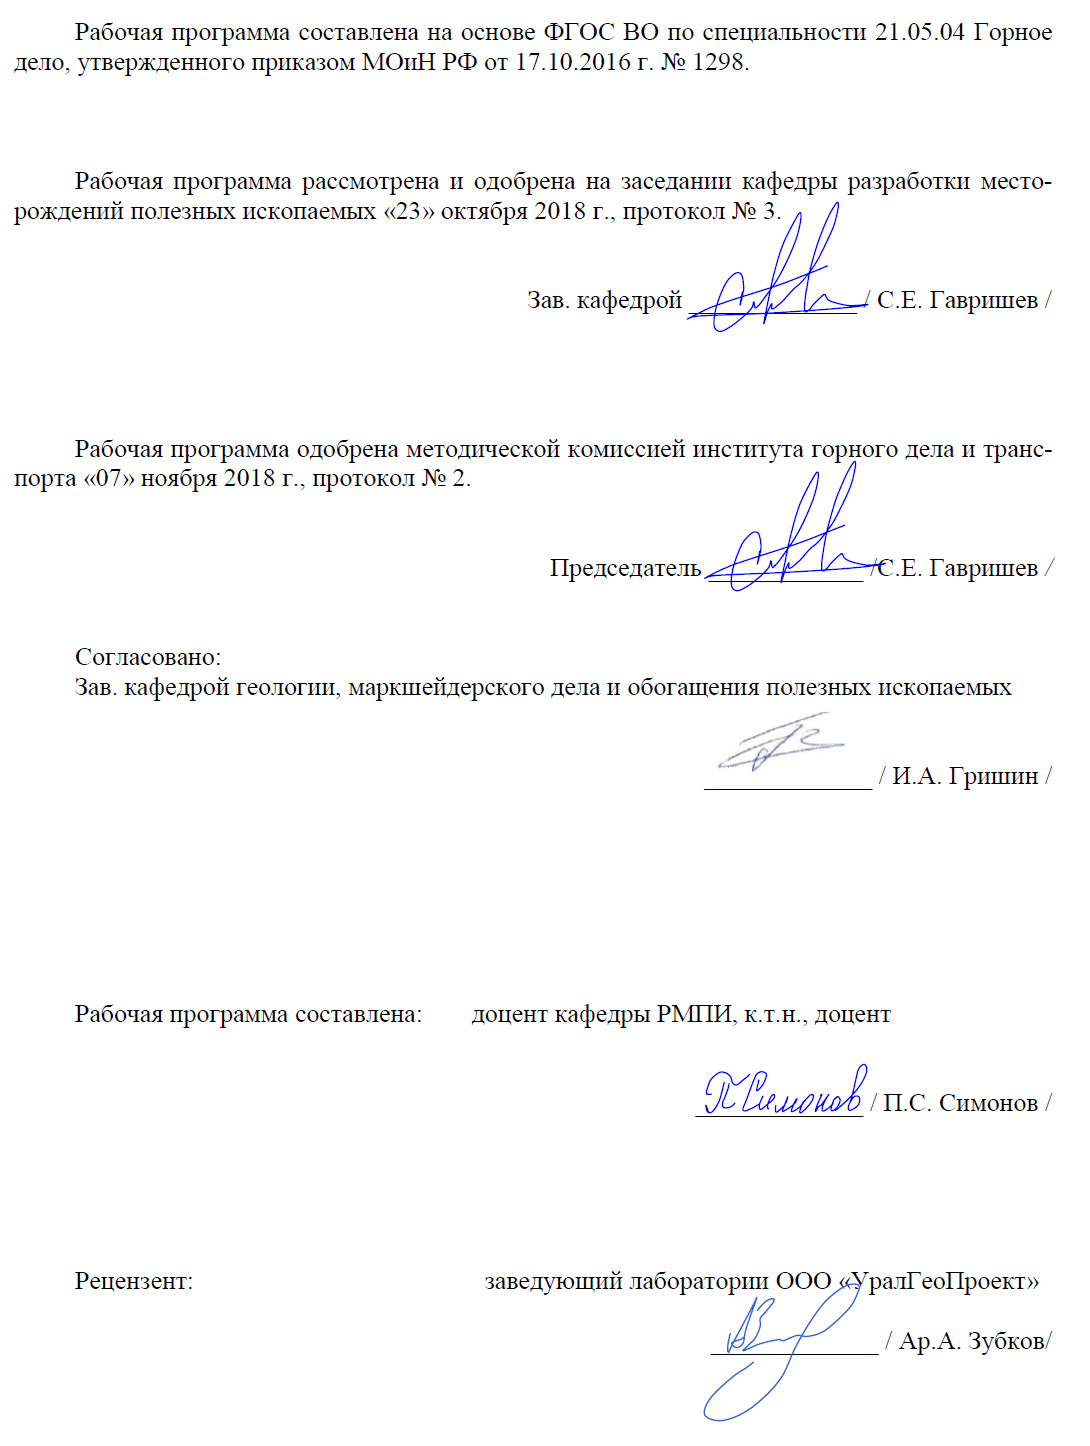 Рабочая программа составлена на основе ФГОС ВО по специальности 21.05.04 Горное
дело, утвержденного приказом МОиН РФ от 17.10.2016 г. № 1298.
Рабочая программа рассмотрена и одобрена на заседании кафедры разработки место-
рождений полезных ископаемых «23» октября 2018 г., протокол № 3.
Зав. кафедрой _____________ / С.Е. Гавришев /
Рабочая программа одобрена методической комиссией института горного дела и транс-
порта «07» ноября 2018 г., протокол № 2.
Председатель ____________ /С.Е. Гавришев /
Согласовано:
Зав. кафедрой геологии, маркшейдерского дела и обогащения полезных ископаемых
_____________ / И.А. Гришин /
Рабочая программа составлена: доцент кафедры РМПИ, к.т.н., доцент
П Симонов / П.С. Симонов /
Рецензент: заведующий лаборатории ООО «УралГеоПроект»
_____________ / Ар.А. Зубков/